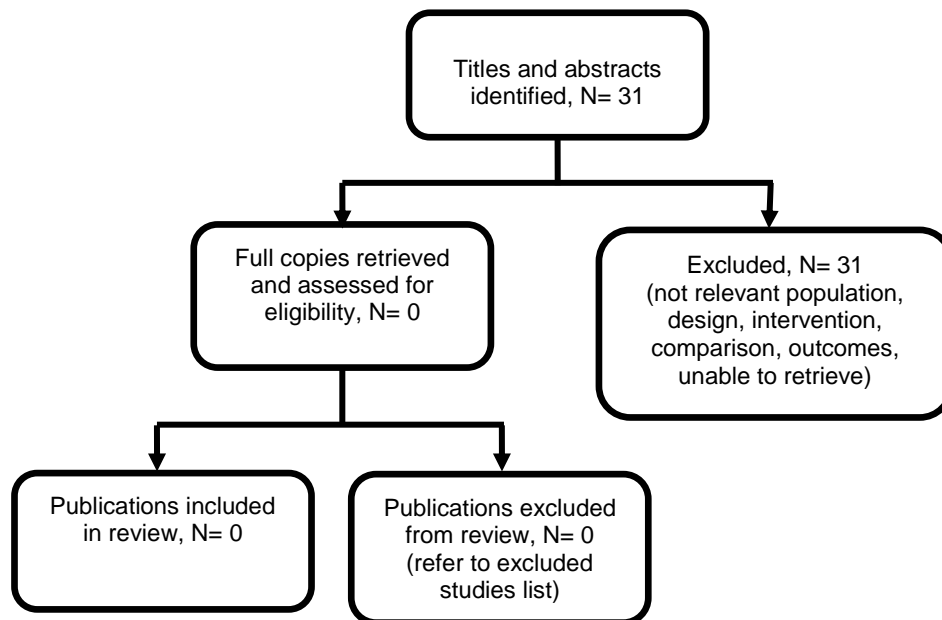 Titles and abstracts
identified, N= 31
Full copies retrieved
and assessed for
eligibility, N= 0
Excluded, N= 31
(not relevant population,
design, intervention,
comparison, outcomes,
unable to retrieve)
Publications included
in review, N= 0
Publications excluded
from review, N= 0
(refer to excluded
studies list)